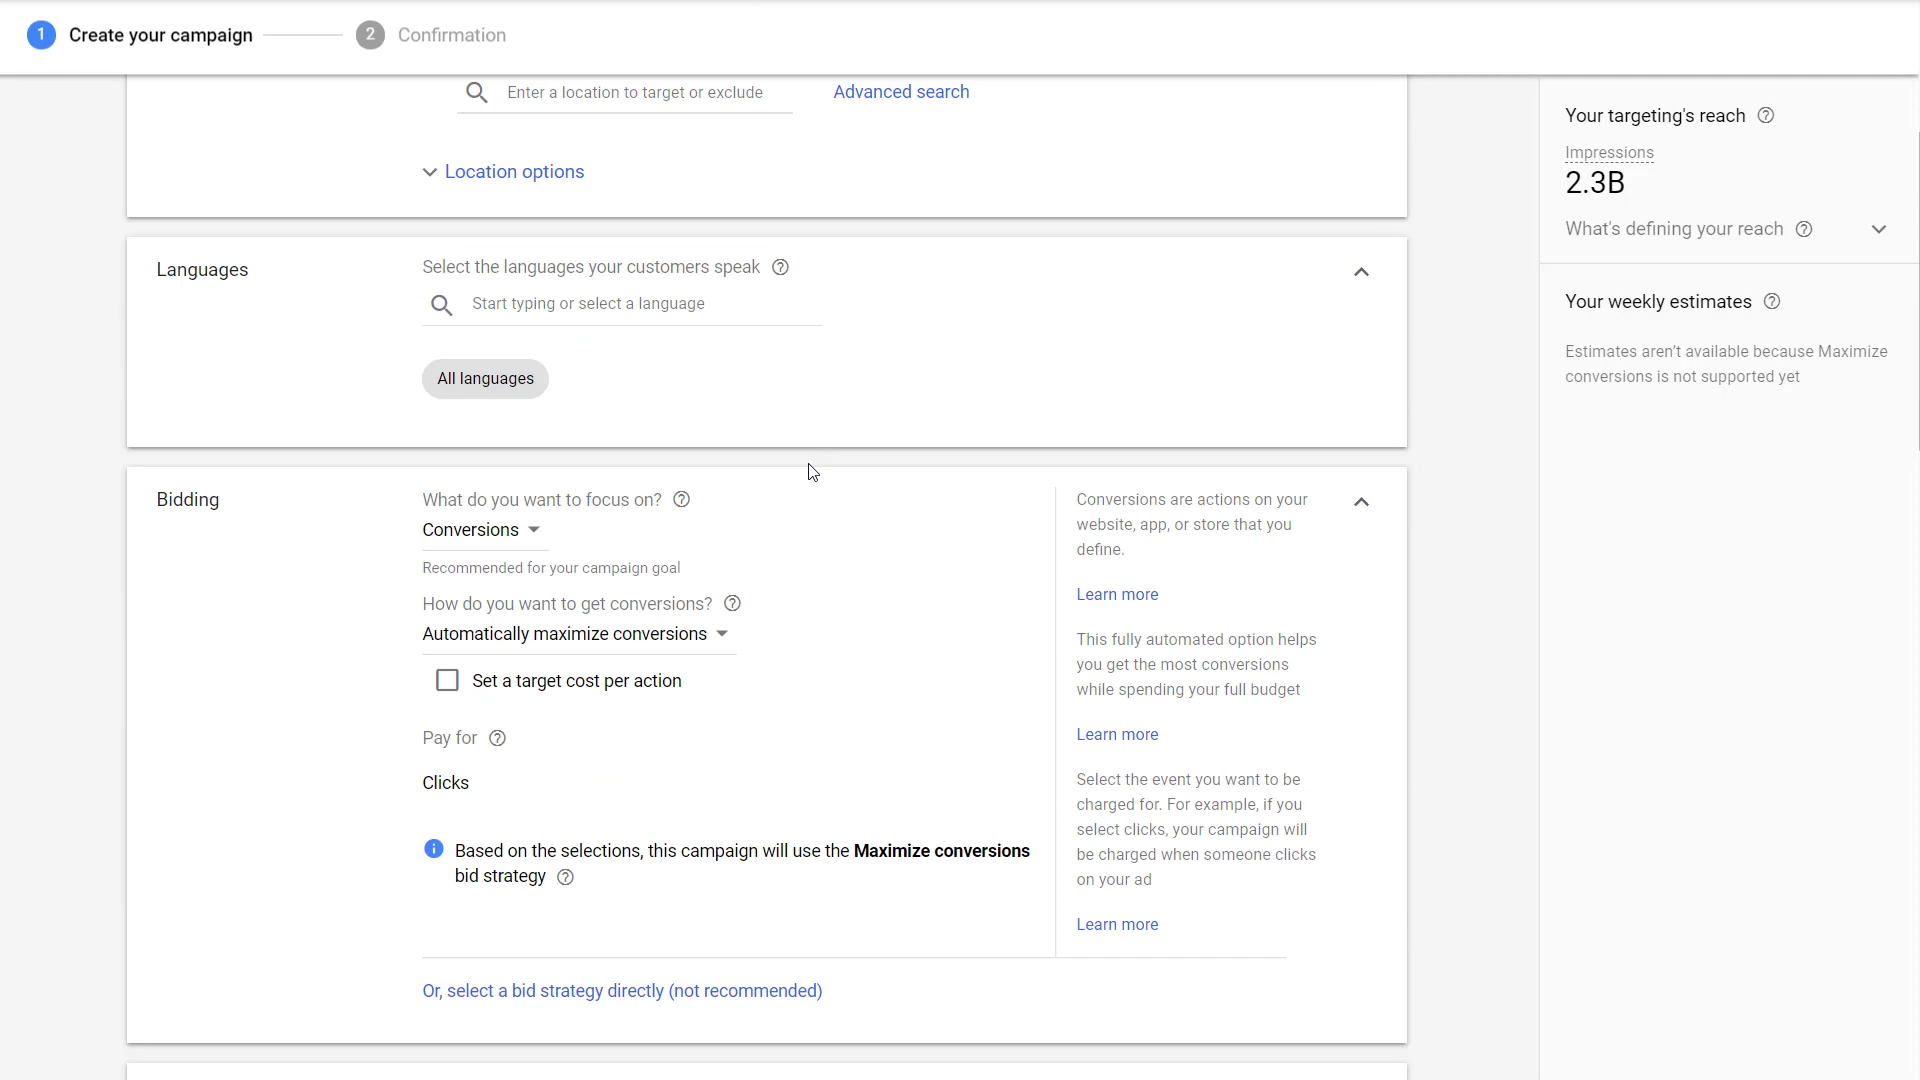 1 Create your campaign 2 Confirmation
Enter a location to target or exclude Advanced search
Location options
Languages
Select the languages your customers speak
Start typing or select a language
All languages
Bidding
What do you want to focus on?
Conversions
Recommended for your campaign goal
How do you want to get conversions?
Automatically maximize conversions
Set a target cost per action
Pay for
Clicks
Based on the selections, this campaign will use the Maximize conversions
bid strategy
Conversions are actions on your
website, app, or store that you
define.
Learn more
This fully automated option helps
you get the most conversions
while spending your full budget
Learn more
Select the event you want to be
charged for. For example, if you
select clicks, your campaign will
be charged when someone clicks
on your ad
Learn more
Or, select a bid strategy directly (not recommended)
Your targeting's reach
Impressions
2.3B
What's defining your reach
Your weekly estimates
Estimates aren't available because Maximize
conversions is not supported yet